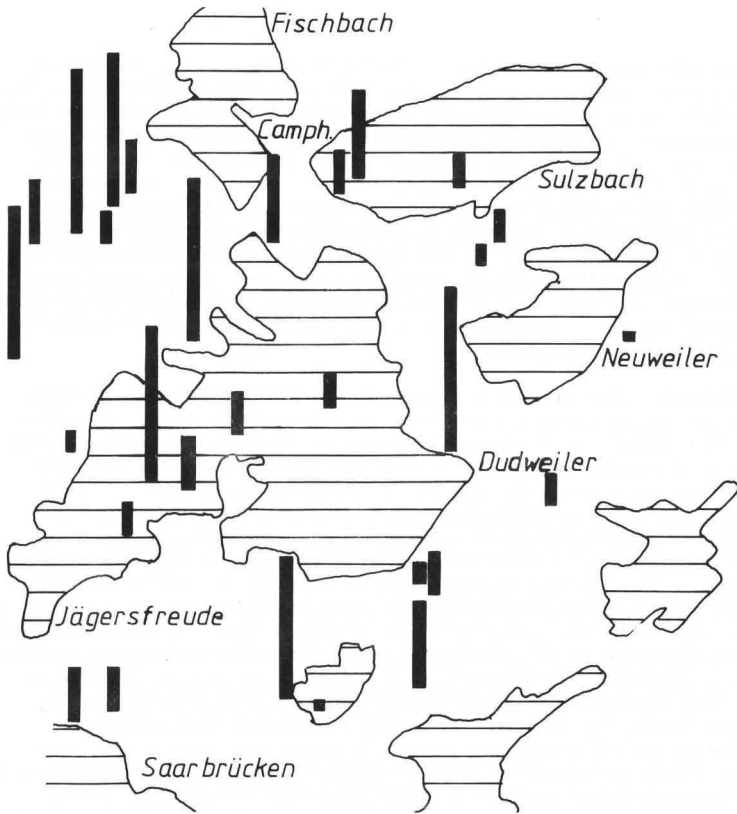 Fischbach
Camph.
Sulzbach
Neuweiler
Dudweiler
Jägersfreude
Saarbrücken